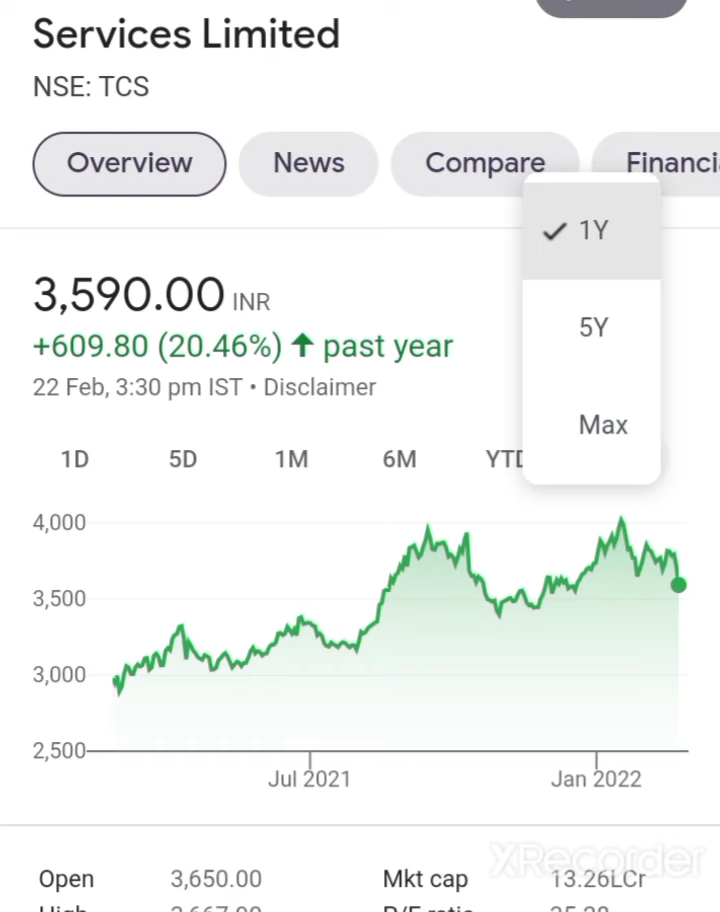 Services Limited
NSE: TCS
Overview News Compare Financi
1Y
5Y
Max
3,590.00 INR
+609.80 (20.46%) ↑ past year
22 Feb, 3:30 pm IST • Disclaimer
1D 5D 1M 6M YTD
4,000
3,500
3,000
2,500
Jul 2021 Jan 2022
XRecorder
Open 3,650.00 Mkt cap 13.26LCr